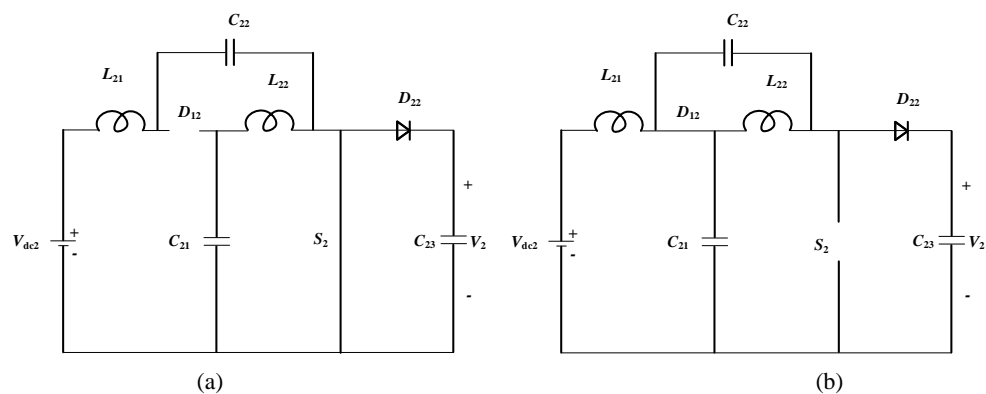 C22
L21
L22
D12
D22
Vdc2
+
-
C21
S2
C23
+
V2
-
(a)
C22
L21
L22
D12
D22
Vdc2
+
-
C21
S2
C23
+
V2
-
(b)